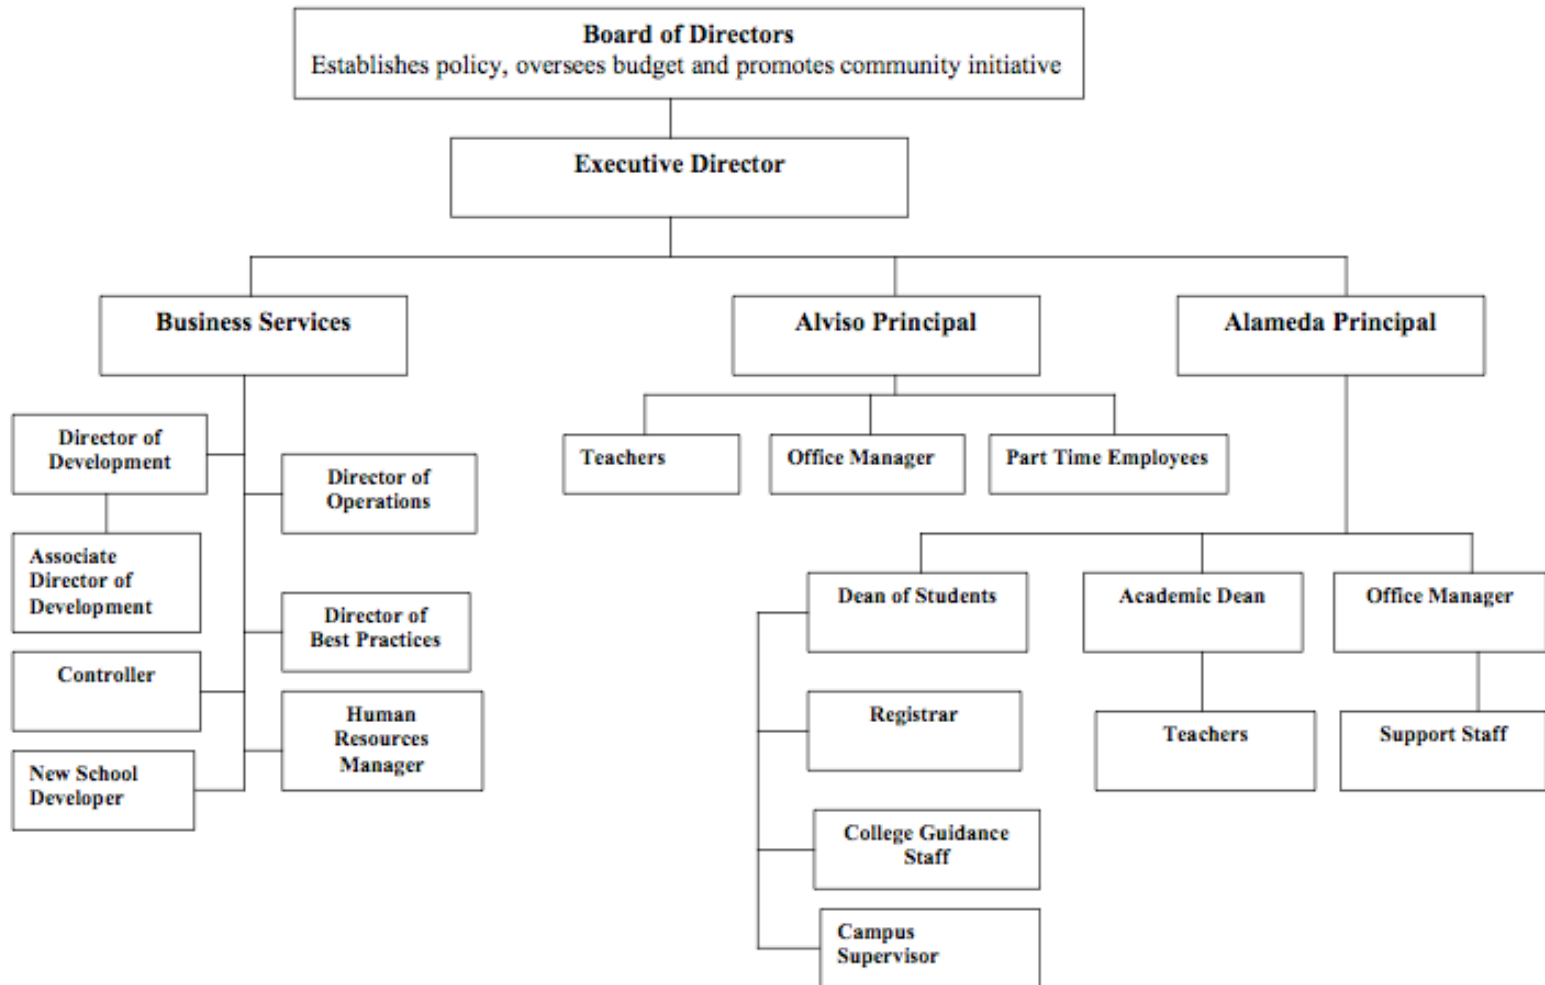 Board of Directors
Establishes policy, oversees budget and promotes community initiative
Executive Director
Business Services
Alviso Principal
Alameda Principal
Director of
Development
Director of
Operations
Teachers
Office Manager
Part Time Employees
Associate
Director of
Development
Director of
Best Practices
Dean of Students
Academic Dean
Office Manager
Controller
Human
Resources
Manager
Registrar
Teachers
Support Staff
New School
Developer
College Guidance
Staff
Campus
Supervisor